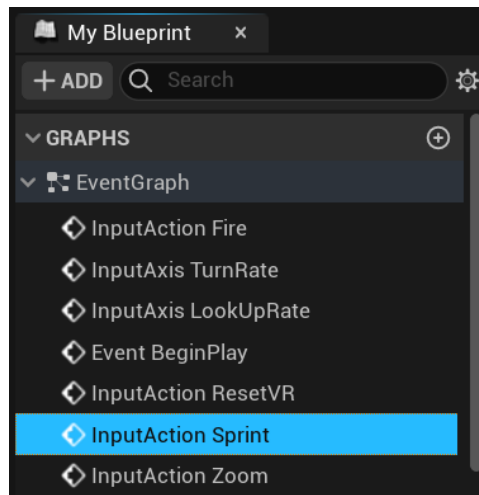 My Blueprint ×
+ ADD Search
GRAPHS
EventGraph
InputAction Fire
InputAxis TurnRate
InputAxis LookUpRate
Event BeginPlay
InputAction ResetVR
InputAction Sprint
InputAction Zoom